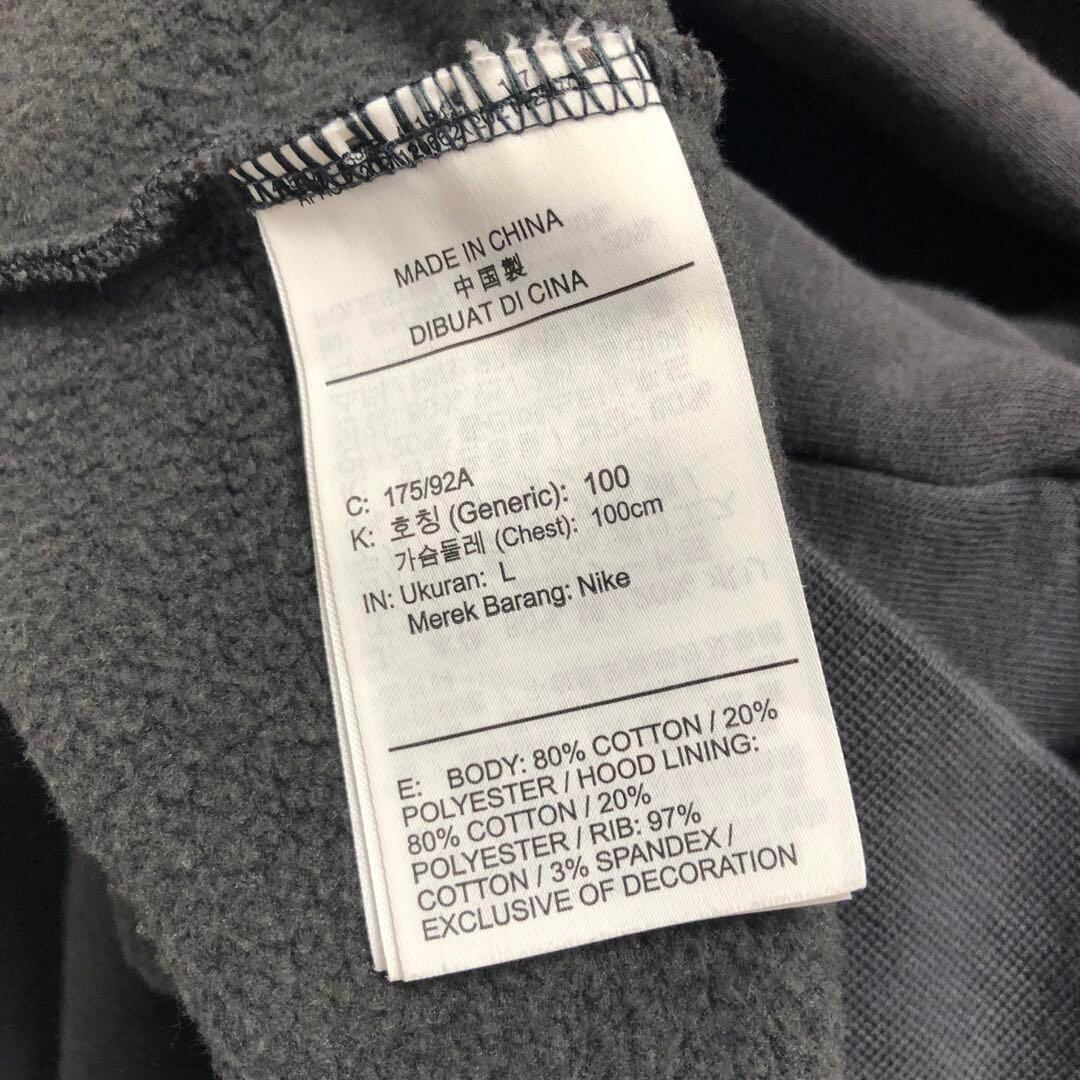 MADE IN CHINA
中国製
DIBUAT DI CINA
C: 175/92A
K: 호칭 (Generic): 100
가슴둘레 (Chest): 100cm
IN: Ukuran: L
Merek Barang: Nike
E: BODY: 80% COTTON / 20%
POLYESTER / HOOD LINING:
80% COTTON / 20%
POLYESTER / RIB: 97%
COTTON / 3% SPANDEX /
EXCLUSIVE OF DECORATION